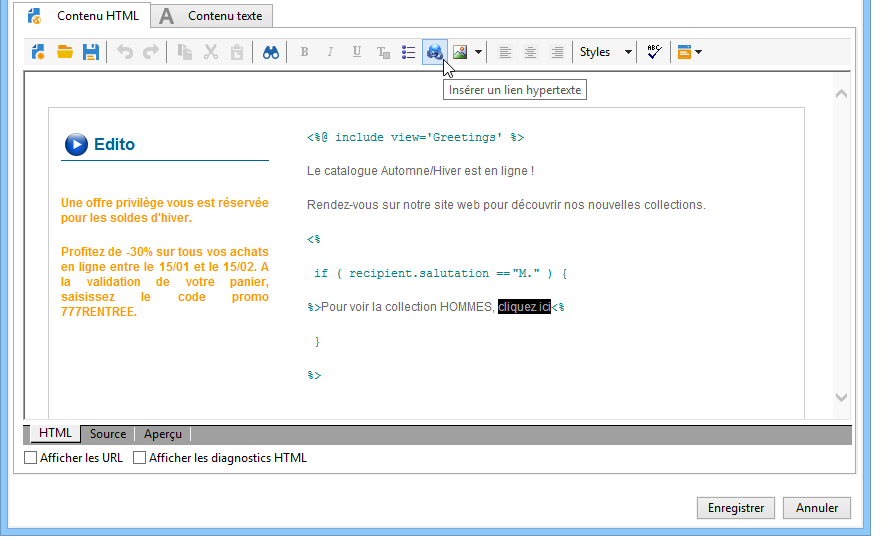 Contenu HTML
A Contenu texte
B I U T Styles ABC
Insérer un lien hypertexte
Edito
Une offre privilège vous est réservée
pour les soldes d'hiver.
Profitez de -30% sur tous vos achats
en ligne entre le 15/01 et le 15/02. A
la validation de votre panier,
saisissez le code promo
777RENTREE.
<%@ include view='Greetings' %>
Le catalogue Automne/Hiver est en ligne !
Rendez-vous sur notre site web pour découvrir nos nouvelles collections.
<%
if ( recipient.salutation =="M." ) {
%>Pour voir la collection HOMMES, cliquez ici<%
}
%>
HTML Source Aperçu
Afficher les URL Afficher les diagnostics HTML
Enregistrer Annuler